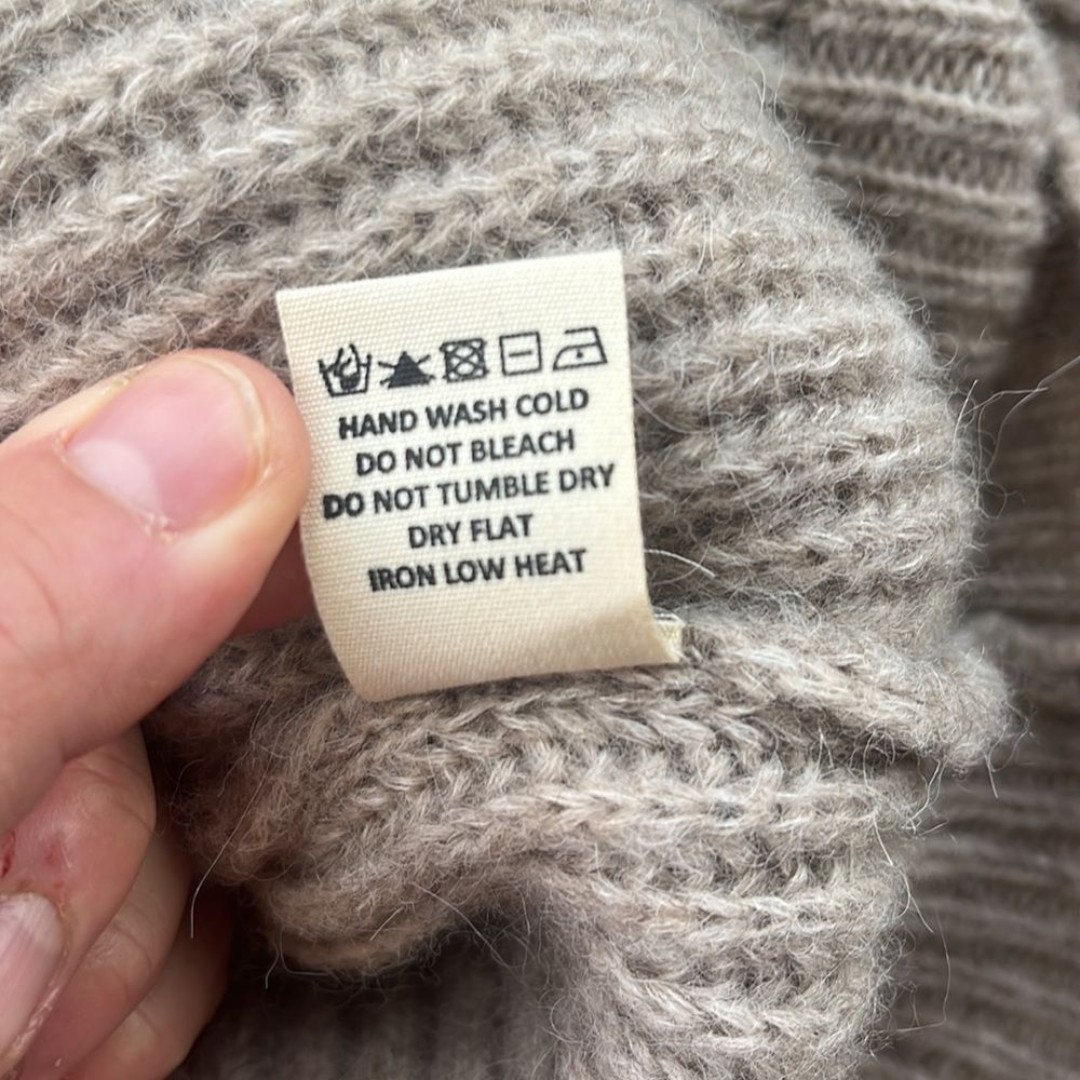 HAND WASH COLD
DO NOT BLEACH
DO NOT TUMBLE DRY
DRY FLAT
IRON LOW HEAT